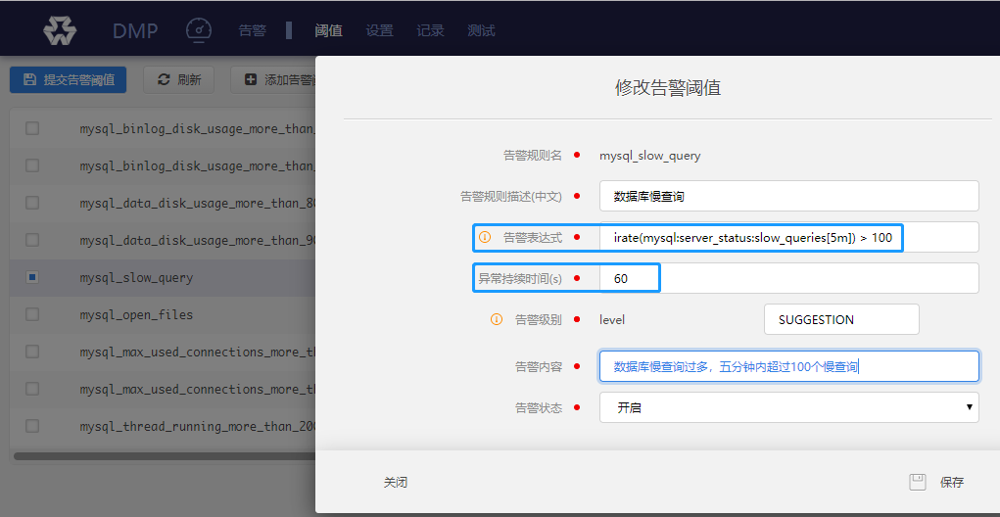 DMP 告警 阈值 设置 记录 测试
提交告警阈值 刷新 添加告警
修改告警阈值
mysql_binlog_disk_usage_more_than_
mysql_binlog_disk_usage_more_than_
mysql_data_disk_usage_more_than_80
mysql_data_disk_usage_more_than_90
mysql_slow_query
mysql_open_files
mysql_max_used_connections_more_th
mysql_max_used_connections_more_th
mysql_thread_running_more_than_200
告警规则名 mysql_slow_query
告警规则描述(中文) 数据库慢查询
告警表达式 irate(mysql:server_status:slow_queries[5m]) > 100
异常持续时间(s) 60
告警级别 level SUGGESTION
告警内容 数据库慢查询过多，五分钟内超过100个慢查询
告警状态 开启
关闭 保存